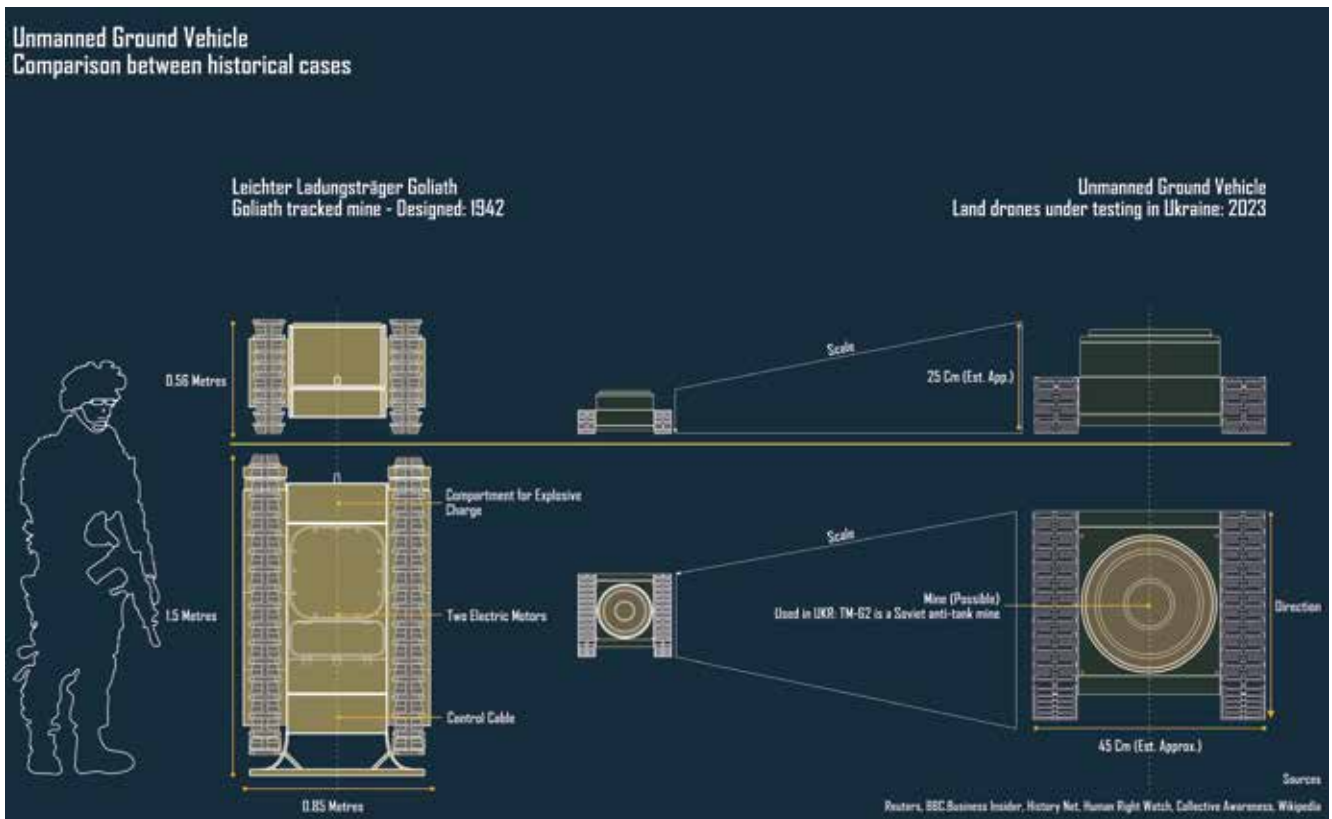 Unmanned Ground Vehicle
Comparison between historical cases
Leichter Ladungsträger Goliath
Goliath tracked mine - Designed: 1942
Unmanned Ground Vehicle
Land drones under testing in Ukraine: 2023
0.56 Metres
Scale
25 Cm (Est. App.)
Compartment for Explosive
Charge
Scale
1.5 Metres
Two Electric Motors
Mine (Possible)
Used in UKR: TM-62 is a Soviet anti-tank mine
Direction
Control Cable
45 Cm (Est. Approx.)
0.85 Metres
Sources
Reuters, BBC,Business Insider, History Net, Human Right Watch, Collective Awareness, Wikipedia